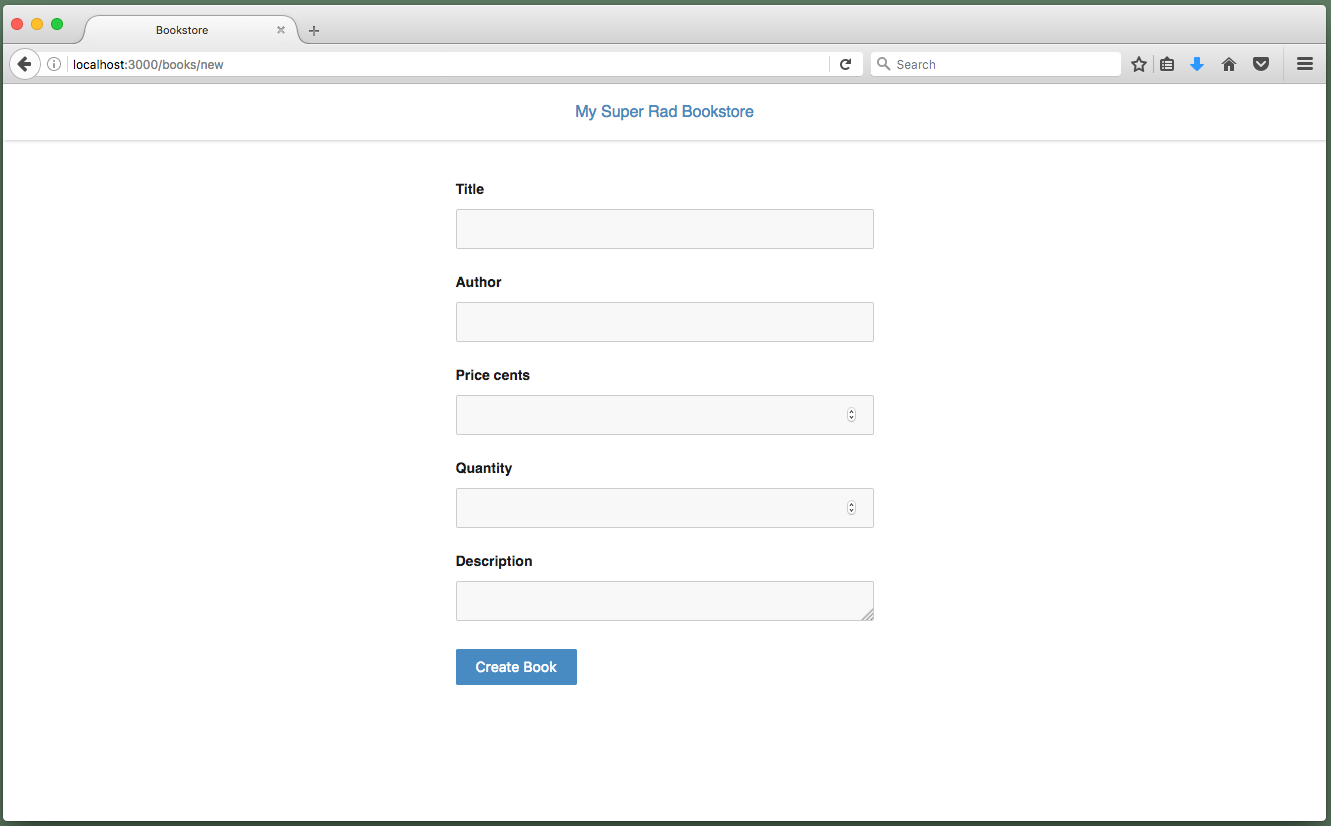 Bookstore
localhost:3000/books/new
Search
My Super Rad Bookstore
Title
Author
Price cents
Quantity
Description
Create Book